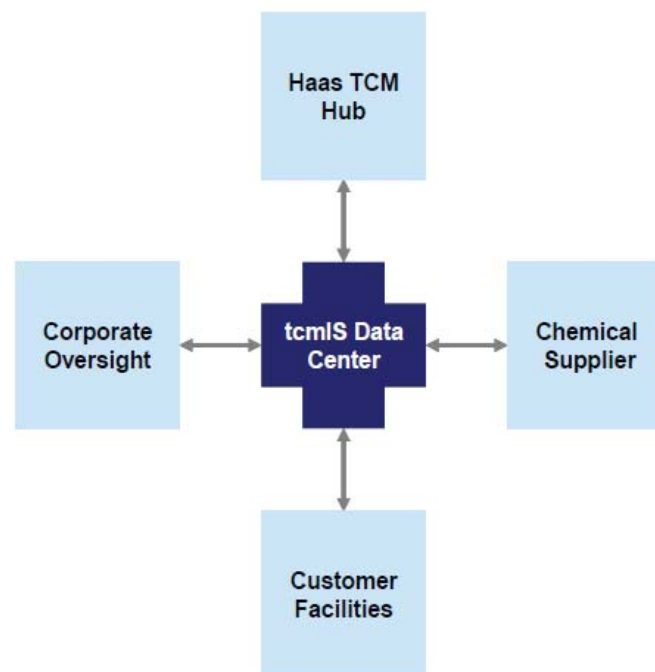 Haas TCM
Hub
Corporate
Oversight
tcmIS Data
Center
Chemical
Supplier
Customer
Facilities